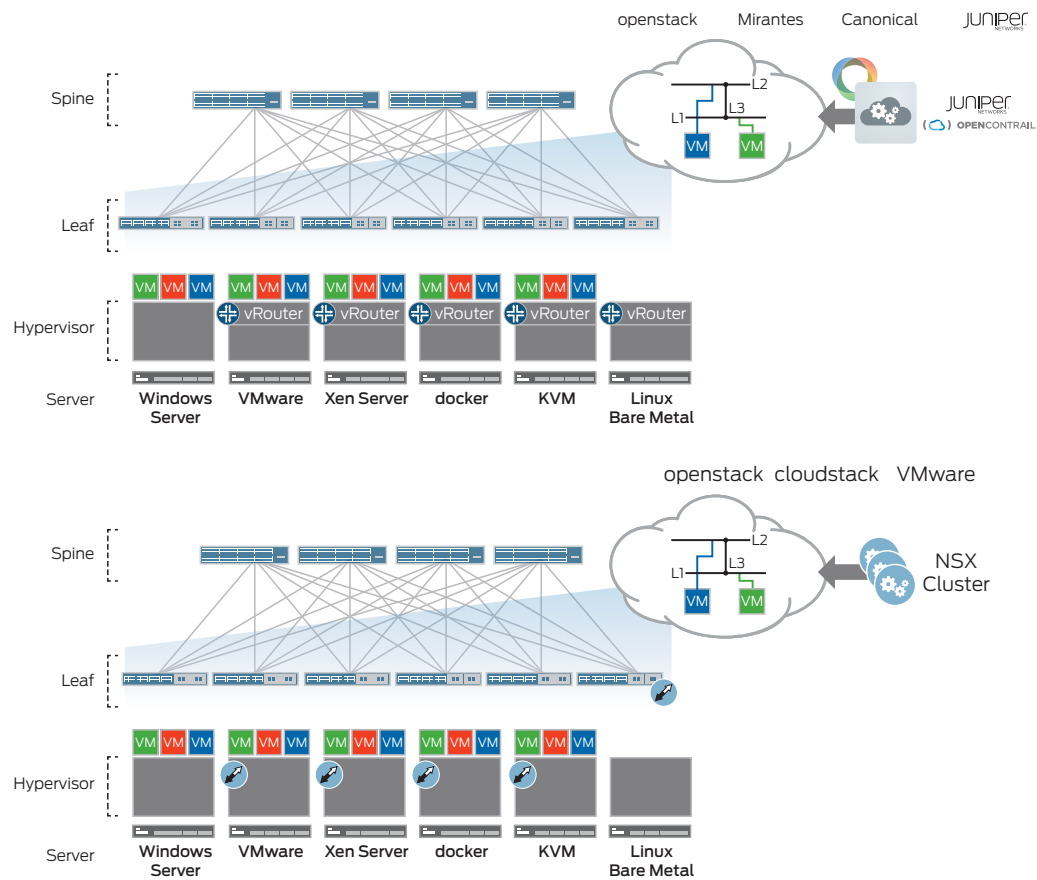 openstack Mirantes Canonical JUNIPER
NETWORKS
Spine
L2
L1 L3
VM VM
JUNIPER
NETWORKS
OPENCONTRAIL
Leaf
VM VM VM VM VM VM VM VM VM VM VM VM VM VM VM
Hypervisor
vRouter vRouter vRouter vRouter vRouter
Server
Windows Server
VMware
Xen Server
docker
KVM
Linux Bare Metal
openstack cloudstack VMware
Spine
L2
L1 L3
VM VM
NSX
Cluster
Leaf
VM VM VM VM VM VM VM VM VM VM VM VM VM VM VM
Hypervisor
Server
Windows Server
VMware
Xen Server
docker
KVM
Linux Bare Metal